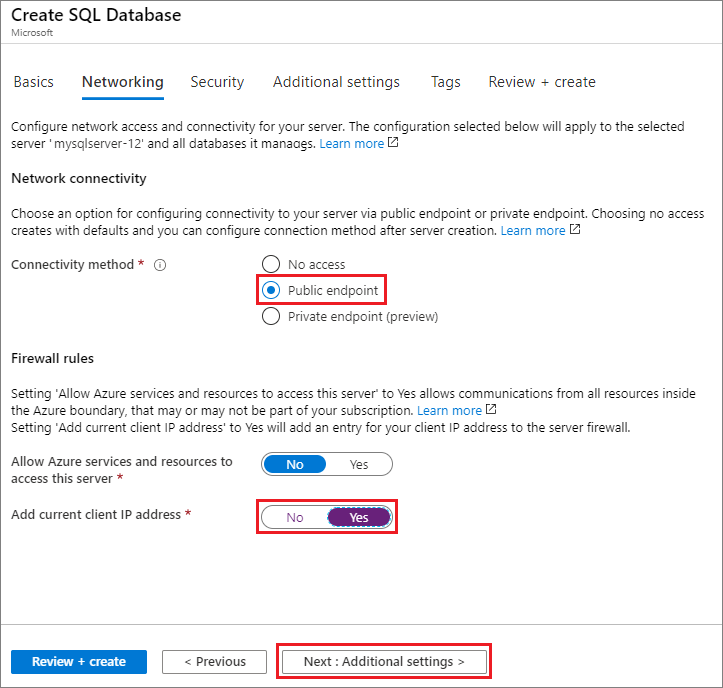 Create SQL Database
Microsoft
Basics Networking Security Additional settings Tags Review + create
Configure network access and connectivity for your server. The configuration selected below will apply to the selected
server 'mysqlserver-12' and all databases it manages. Learn more
Network connectivity
Choose an option for configuring connectivity to your server via public endpoint or private endpoint. Choosing no access
creates with defaults and you can configure connection method after server creation. Learn more
Connectivity method * No access
Public endpoint
Private endpoint (preview)
Firewall rules
Setting 'Allow Azure services and resources to access this server' to Yes allows communications from all resources inside
the Azure boundary, that may or may not be part of your subscription. Learn more
Setting 'Add current client IP address' to Yes will add an entry for your client IP address to the server firewall.
Allow Azure services and resources to No Yes
access this server *
Add current client IP address * No Yes
Review + create < Previous Next : Additional settings >